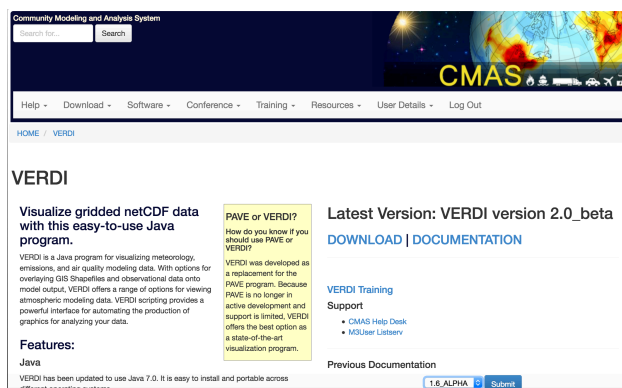 Community Modeling and Analysis System
Search for...
Search
CMAS
Help
Download
Software
Conference
Training
Resources
User Details
Log Out
HOME / VERDI
VERDI
Visualize gridded netCDF data
with this easy-to-use Java
program.
VERDI is a Java program for visualizing meteorology,
emissions, and air quality modeling data. With options for
overlaying GIS Shapefiles and observational data onto
model output, VERDI offers a range of options for viewing
atmospheric modeling data. VERDI scripting provides a
powerful interface for automating the production of
graphics for analyzing your data.
Features:
Java
VERDI has been updated to use Java 7.0. It is easy to install and portable across
different operating systems
PAVE or VERDI?
How do you know if you
should use PAVE or
VERDI?
VERDI was developed as
a replacement for the
PAVE program. Because
PAVE is no longer in
active development and
support is limited, VERDI
offers the best option as
a state-of-the-art
visualization program.
Latest Version: VERDI version 2.0_beta
DOWNLOAD | DOCUMENTATION
VERDI Training
Support
• CMAS Help Desk
• M3User Listserv
Previous Documentation
1.6_ALPHA
Submit